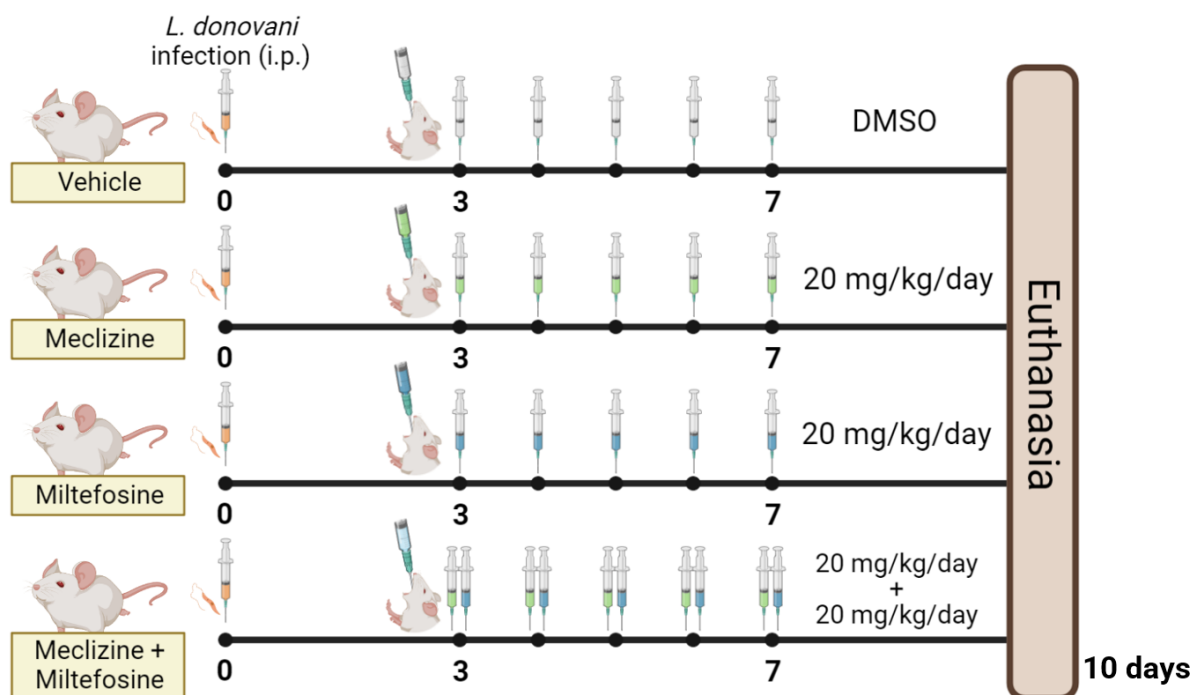 L. donovani
infection (i.p.)
DMSO
Vehicle
0
3
7
20 mg/kg/day
Meclizine
0
3
7
20 mg/kg/day
Miltefosine
0
3
7
20 mg/kg/day
+
20 mg/kg/day
Meclizine +
Miltefosine
0
3
7
Euthanasia
10 days